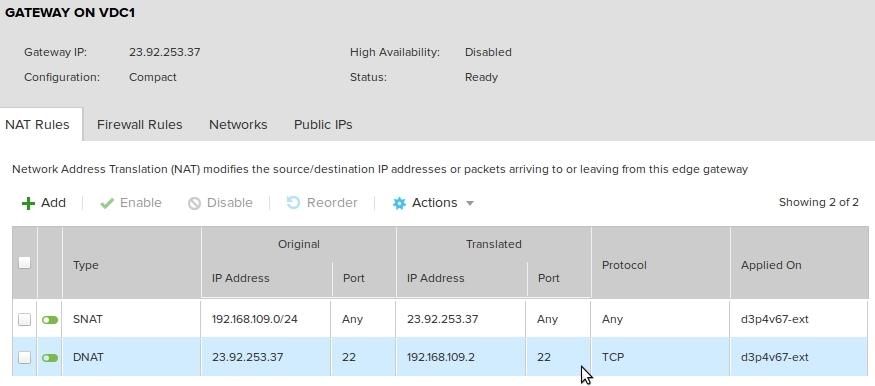 GATEWAY ON VDC1
Gateway IP: 23.92.253.37 High Availability: Disabled
Configuration: Compact Status: Ready
NAT Rules Firewall Rules Networks Public IPs
Network Address Translation (NAT) modifies the source/destination IP addresses or packets arriving to or leaving from this edge gateway
Add Enable Disable Reorder Actions Showing 2 of 2
Original Translated
Type IP Address Port IP Address Port Protocol Applied On
SNAT 192.168.109.0/24 Any 23.92.253.37 Any Any d3p4v67-ext
DNAT 23.92.253.37 22 192.168.109.2 22 TCP d3p4v67-ext